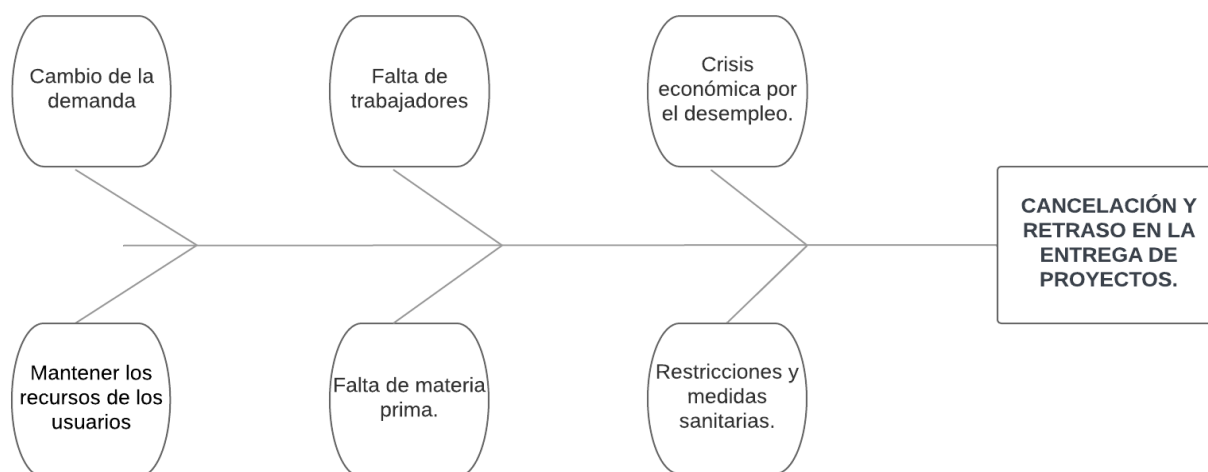 Cambio de la
demanda
Falta de
trabajadores
Crisis
económica por
el desempleo.
CANCELACIÓN Y
RETRASO EN LA
ENTREGA DE
PROYECTOS.
Mantener los
recursos de los
usuarios
Falta de materia
prima.
Restricciones y
medidas
sanitarias.